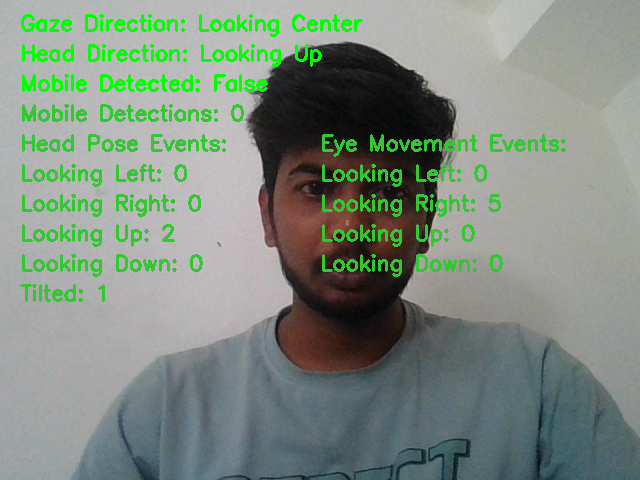 Gaze Direction: Looking Center
Head Direction: Looking Up
Mobile Detected: False
Mobile Detections: 0
Head Pose Events:
Looking Left: 0
Looking Right: 0
Looking Up: 2
Looking Down: 0
Tilted: 1
Eye Movement Events:
Looking Left: 0
Looking Right: 5
Looking Up: 0
Looking Down: 0